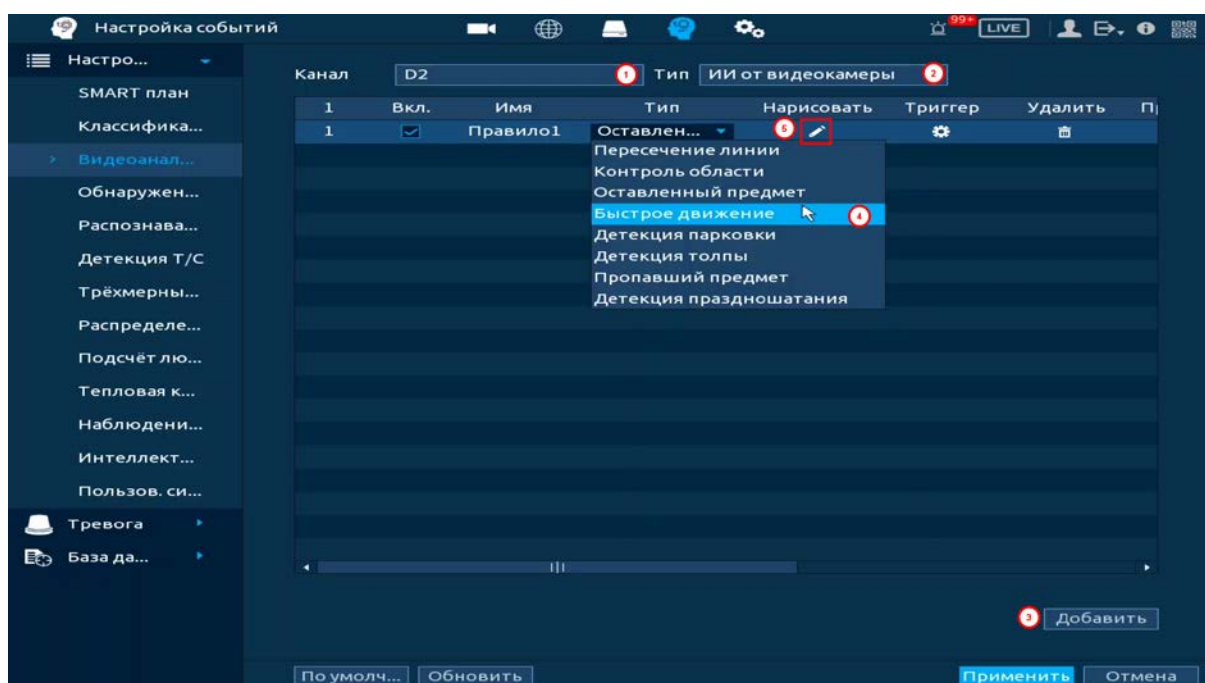 Настройка событий
99+
LIVE
Настро...
SMART план
Классифика...
Видеоанал...
Обнаружен...
Распознава...
Детекция Т/С
Трёхмерны...
Распределе...
Подсчёт лю...
Тепловая к...
Наблюдени...
Интеллект...
Пользов. си...
Тревога
База да...
Канал D2 1 Тип ИИ от видеокамеры 2
1 Вкл. Имя Тип Нарисовать Триггер Удалить П
1 Правило1 Оставлен... 5
Пересечение линии
Контроль области
Оставленный предмет
Быстрое движение 4
Детекция парковки
Детекция толпы
Пропавший предмет
Детекция праздношатания
3 Добавить
По умолч... Обновить Применить Отмена